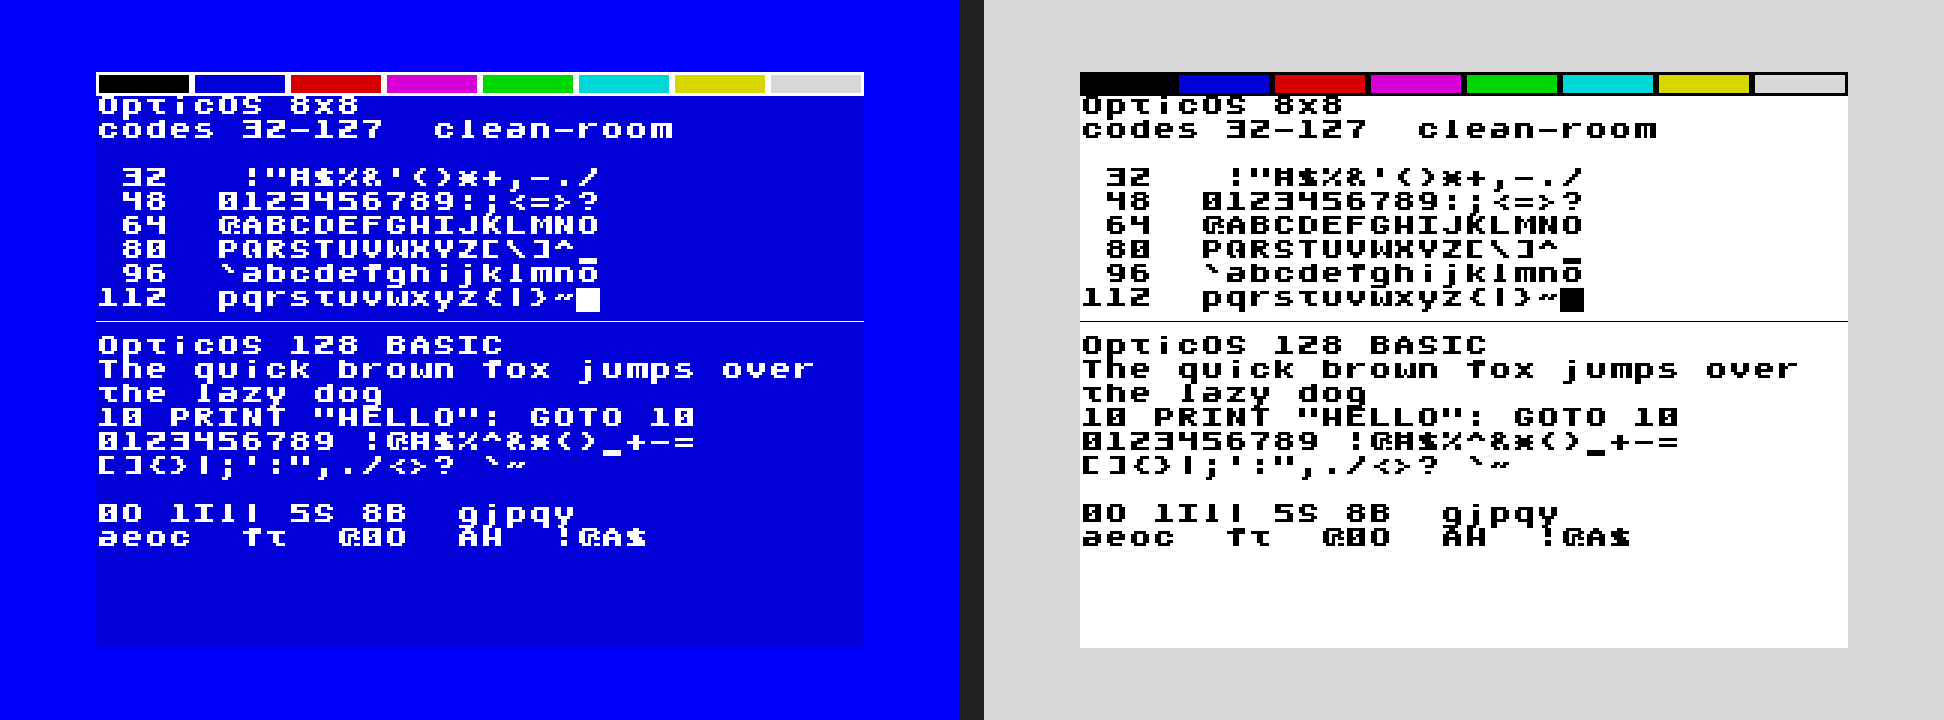 OpticOS 8x8
codes 32-127  clean-room
 32   !"#$%&'()*+,-./
 48  0123456789:;<=>?
 64  @ABCDEFGHIJKLMNO
 80  PQRSTUVWXYZ[\]^_
 96  `abcdefghijklmno
112  pqrstuvwxyz{|}~
OpticOS 128 BASIC
The quick brown fox jumps over
the lazy dog
10 PRINT "HELLO": GOTO 10
0123456789 !@#$%^&*()_+-=
[]{}|;':",./<>? `~
0O 1Il| 5S 8B  gjpqy
aeoc  ft  @0O  AH  !@A$
OpticOS 8x8
codes 32-127  clean-room
 32   !"#$%&'()*+,-./
 48  0123456789:;<=>?
 64  @ABCDEFGHIJKLMNO
 80  PQRSTUVWXYZ[\]^_
 96  `abcdefghijklmno
112  pqrstuvwxyz{|}~
OpticOS 128 BASIC
The quick brown fox jumps over
the lazy dog
10 PRINT "HELLO": GOTO 10
0123456789 !@#$%^&*()_+-=
[]{}|;':",./<>? `~
0O 1Il| 5S 8B  gjpqy
aeoc  ft  @0O  AH  !@A$